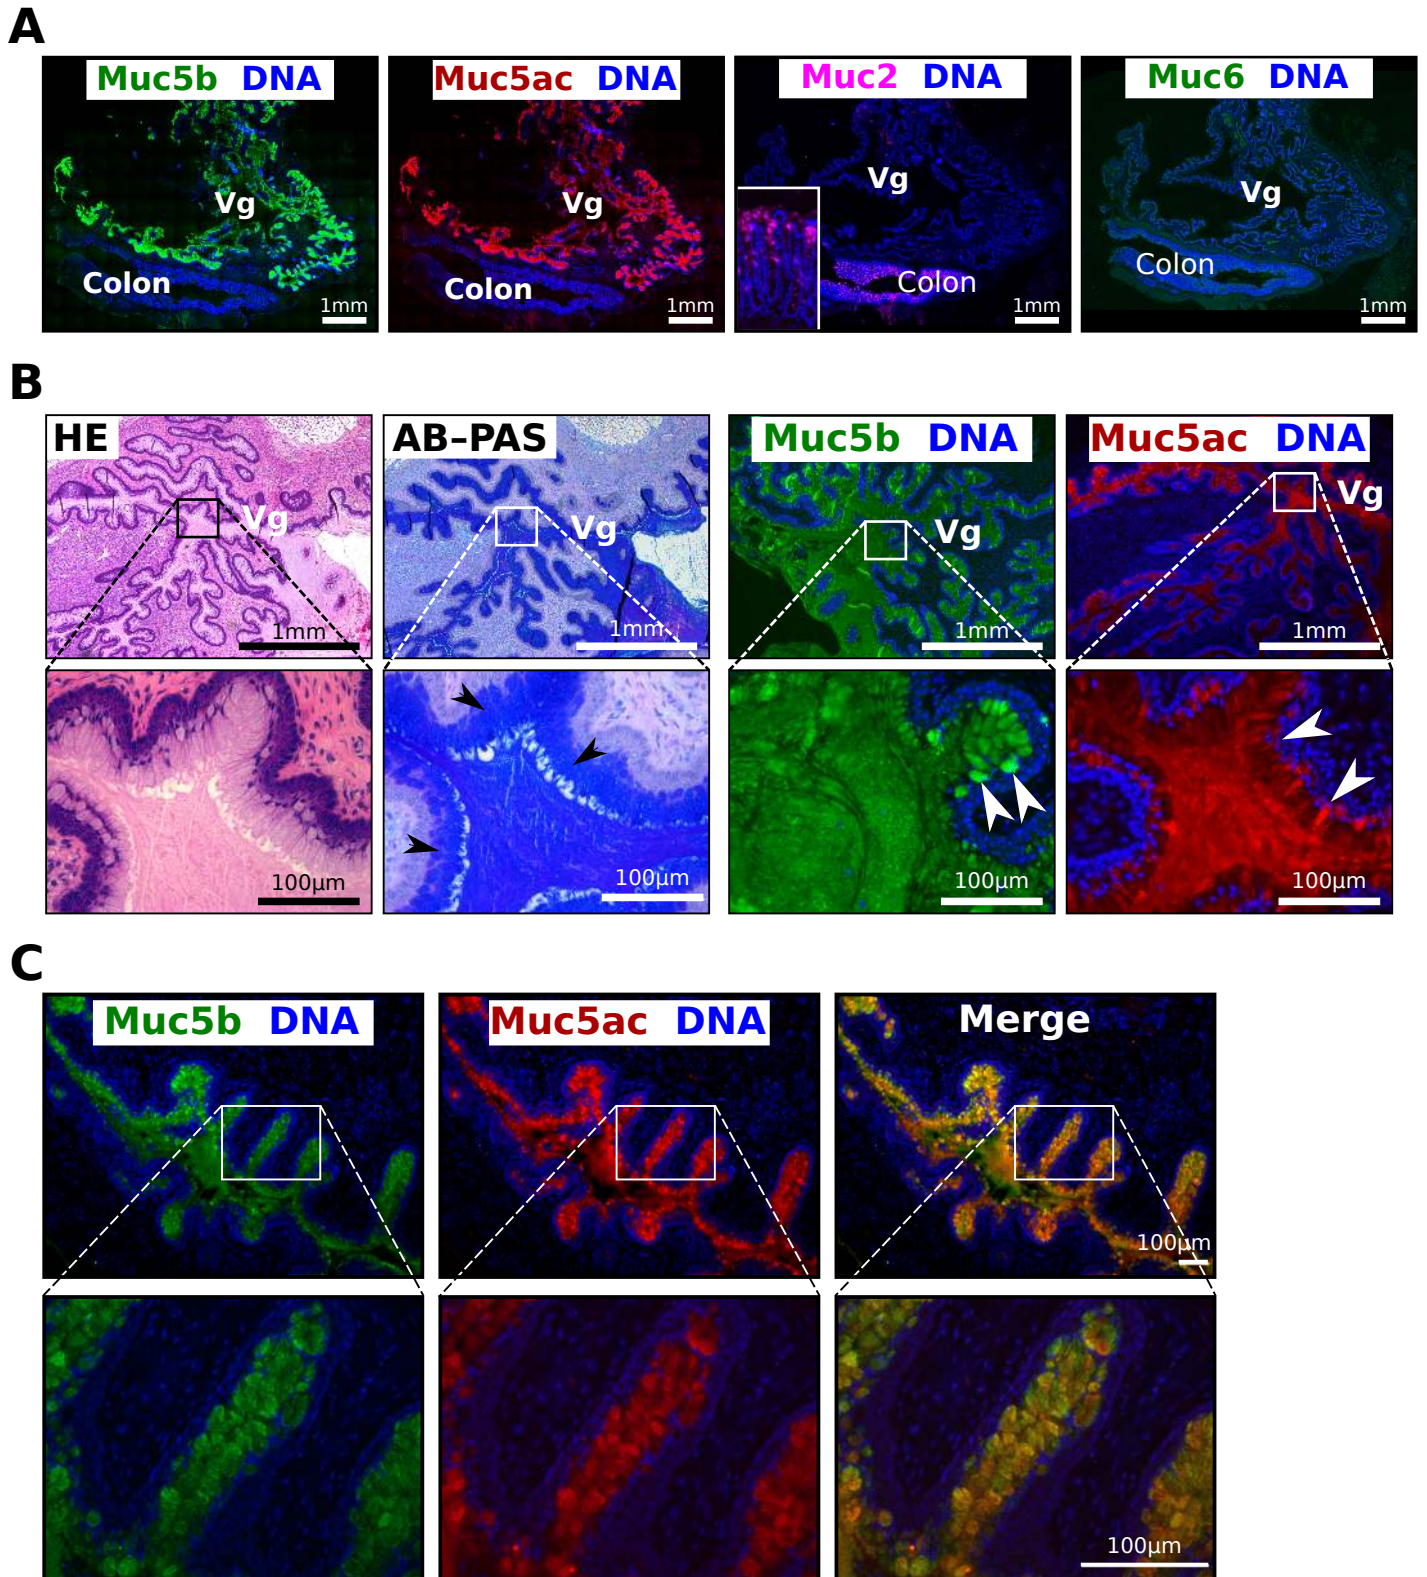 A
Muc5b DNA
Muc5ac DNA
Muc2 DNA
Muc6 DNA
Vg
Vg
Vg
Vg
Colon
Colon
Colon
Colon
1mm
1mm
1mm
1mm
B
HE
AB–PAS
Muc5b DNA
Muc5ac DNA
Vg
Vg
Vg
Vg
1mm
1mm
1mm
1mm
100µm
100µm
100µm
100µm
C
Muc5b DNA
Muc5ac DNA
Merge
100µm
100µm